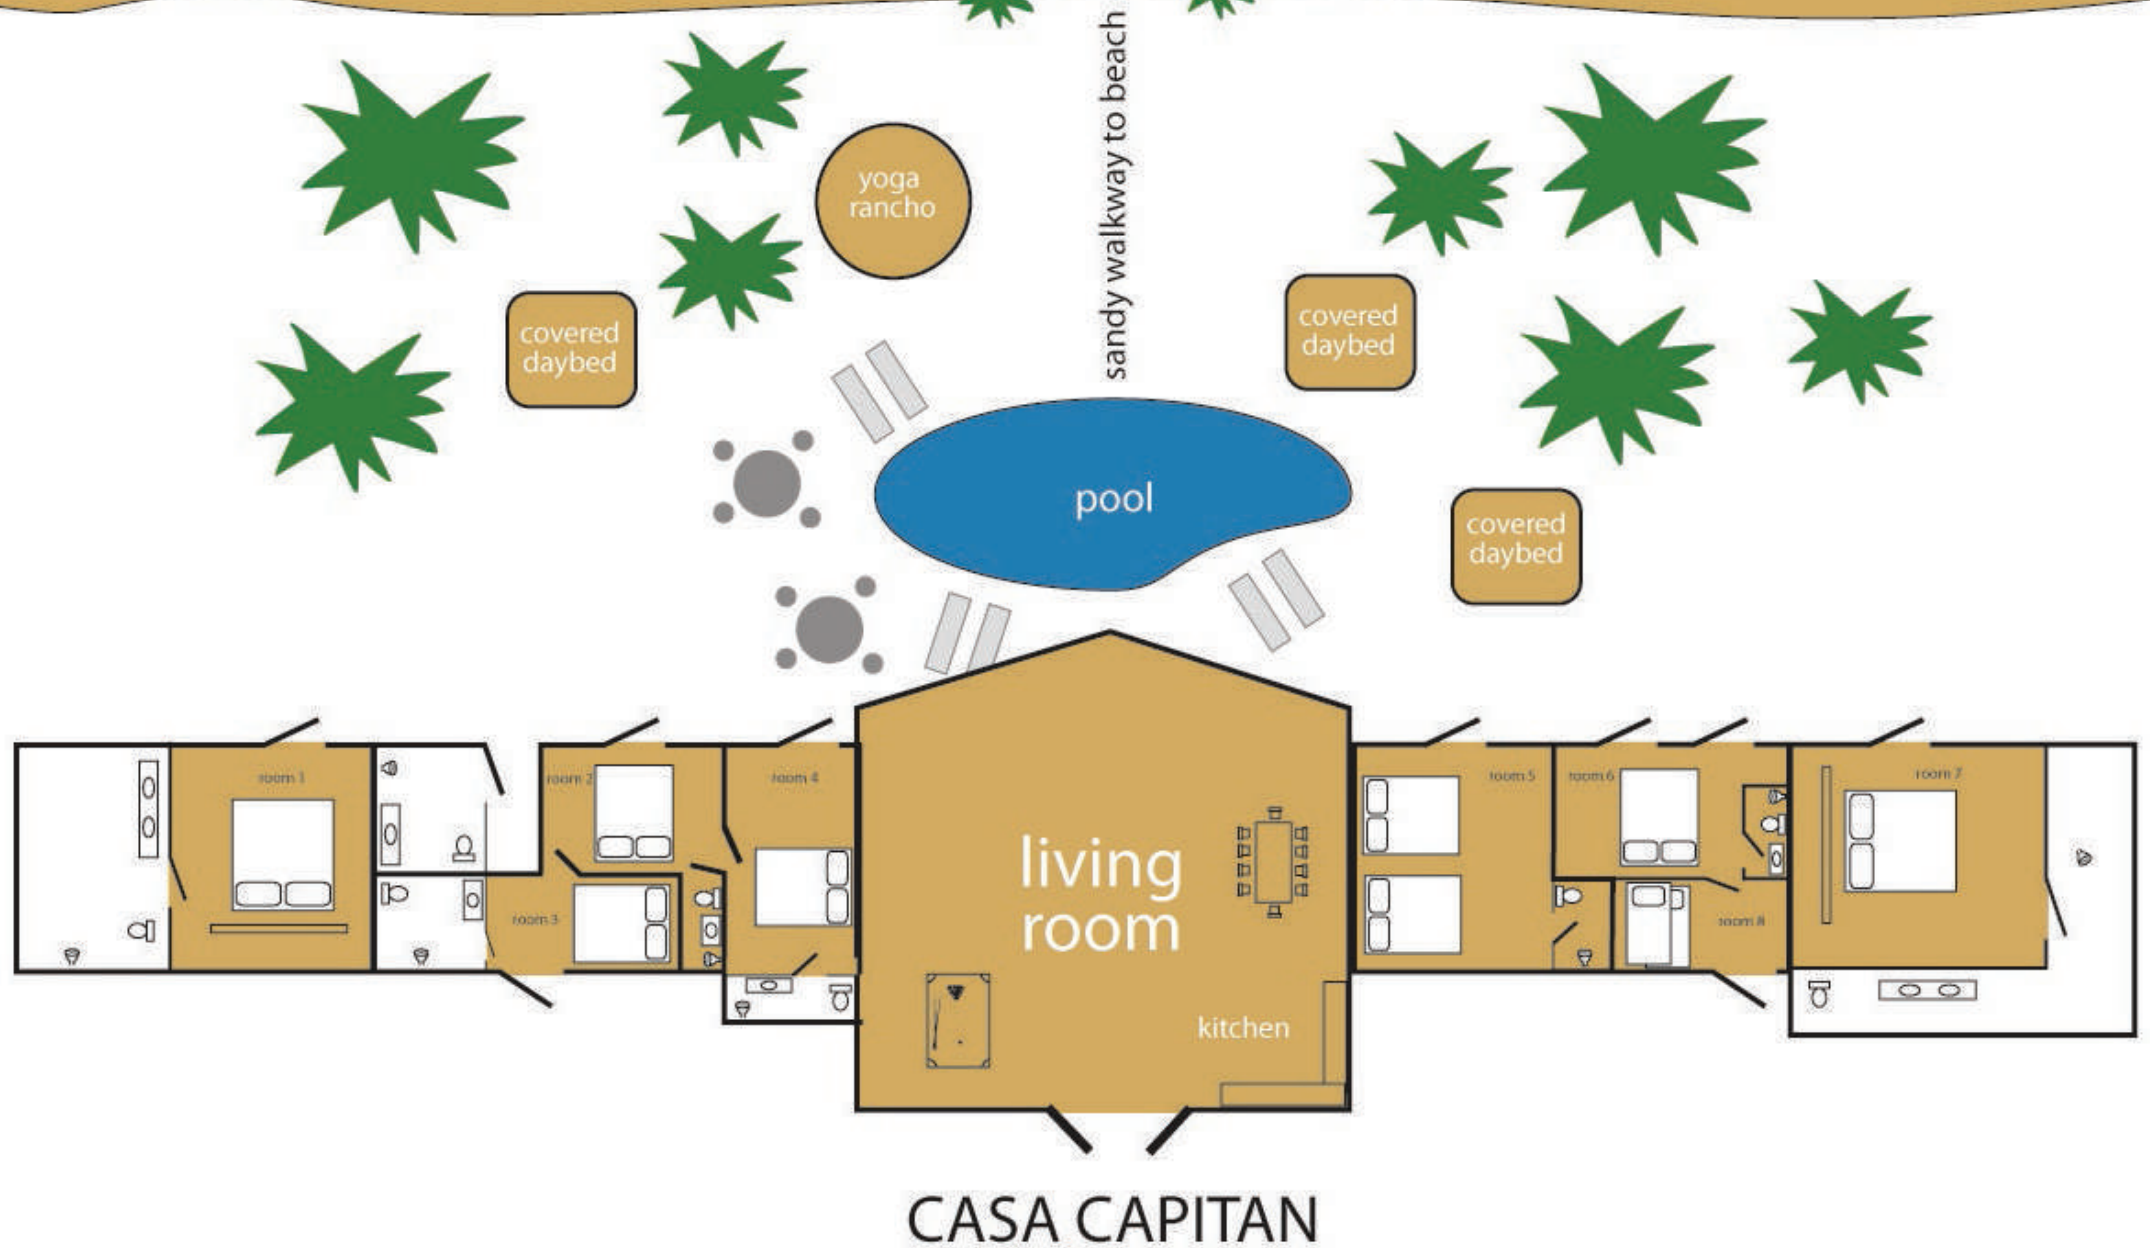 sandy walkway to beach
yoga
rancho
covered
daybed
covered
daybed
pool
covered
daybed
room 1
room 2
room 4
room 5
room 6
room 7
living
room
room 3
room 8
kitchen
CASA CAPITAN